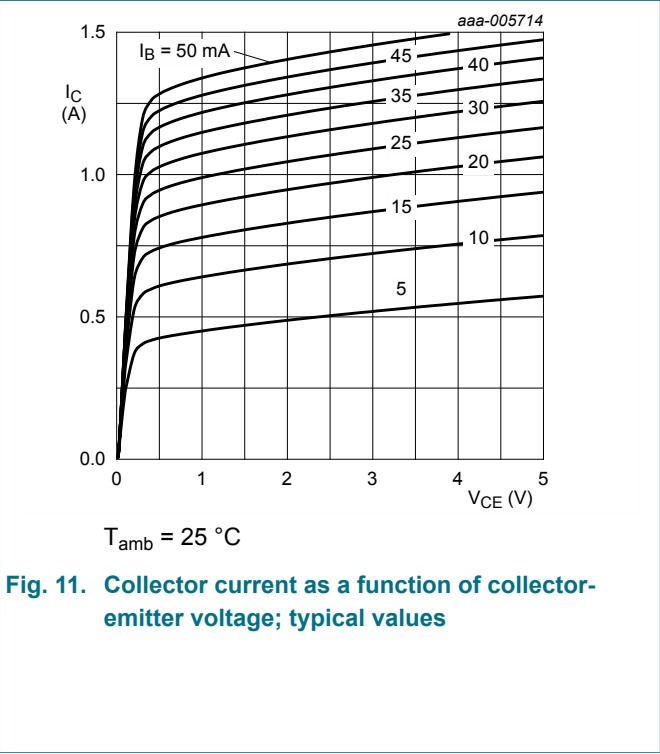 aaa-005714
1.5
I_B = 50 mA
I_C
(A)
45
40
35
30
1.0
25
20
15
10
5
0.5
0.0
0 1 2 3 4 5
V_CE (V)
T_amb = 25 °C
Fig. 11. Collector current as a function of collector-
emitter voltage; typical values